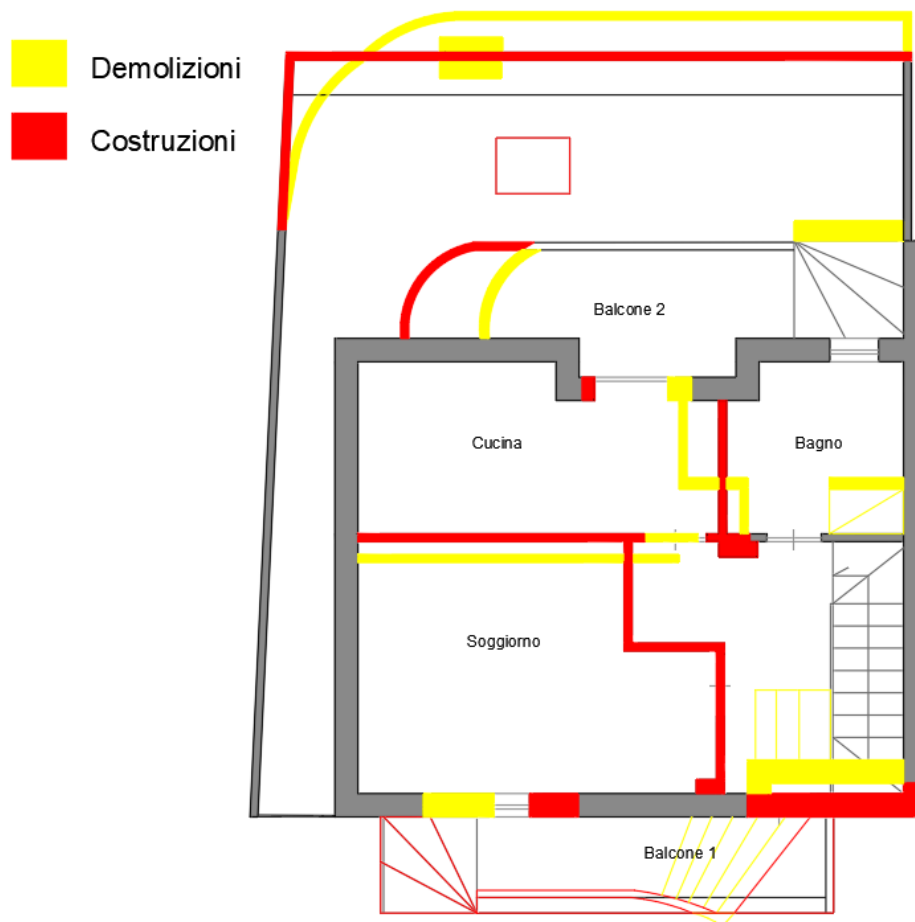 Demolizioni
Costruzioni
Balcone 2
Cucina
Bagno
Soggiorno
Balcone 1